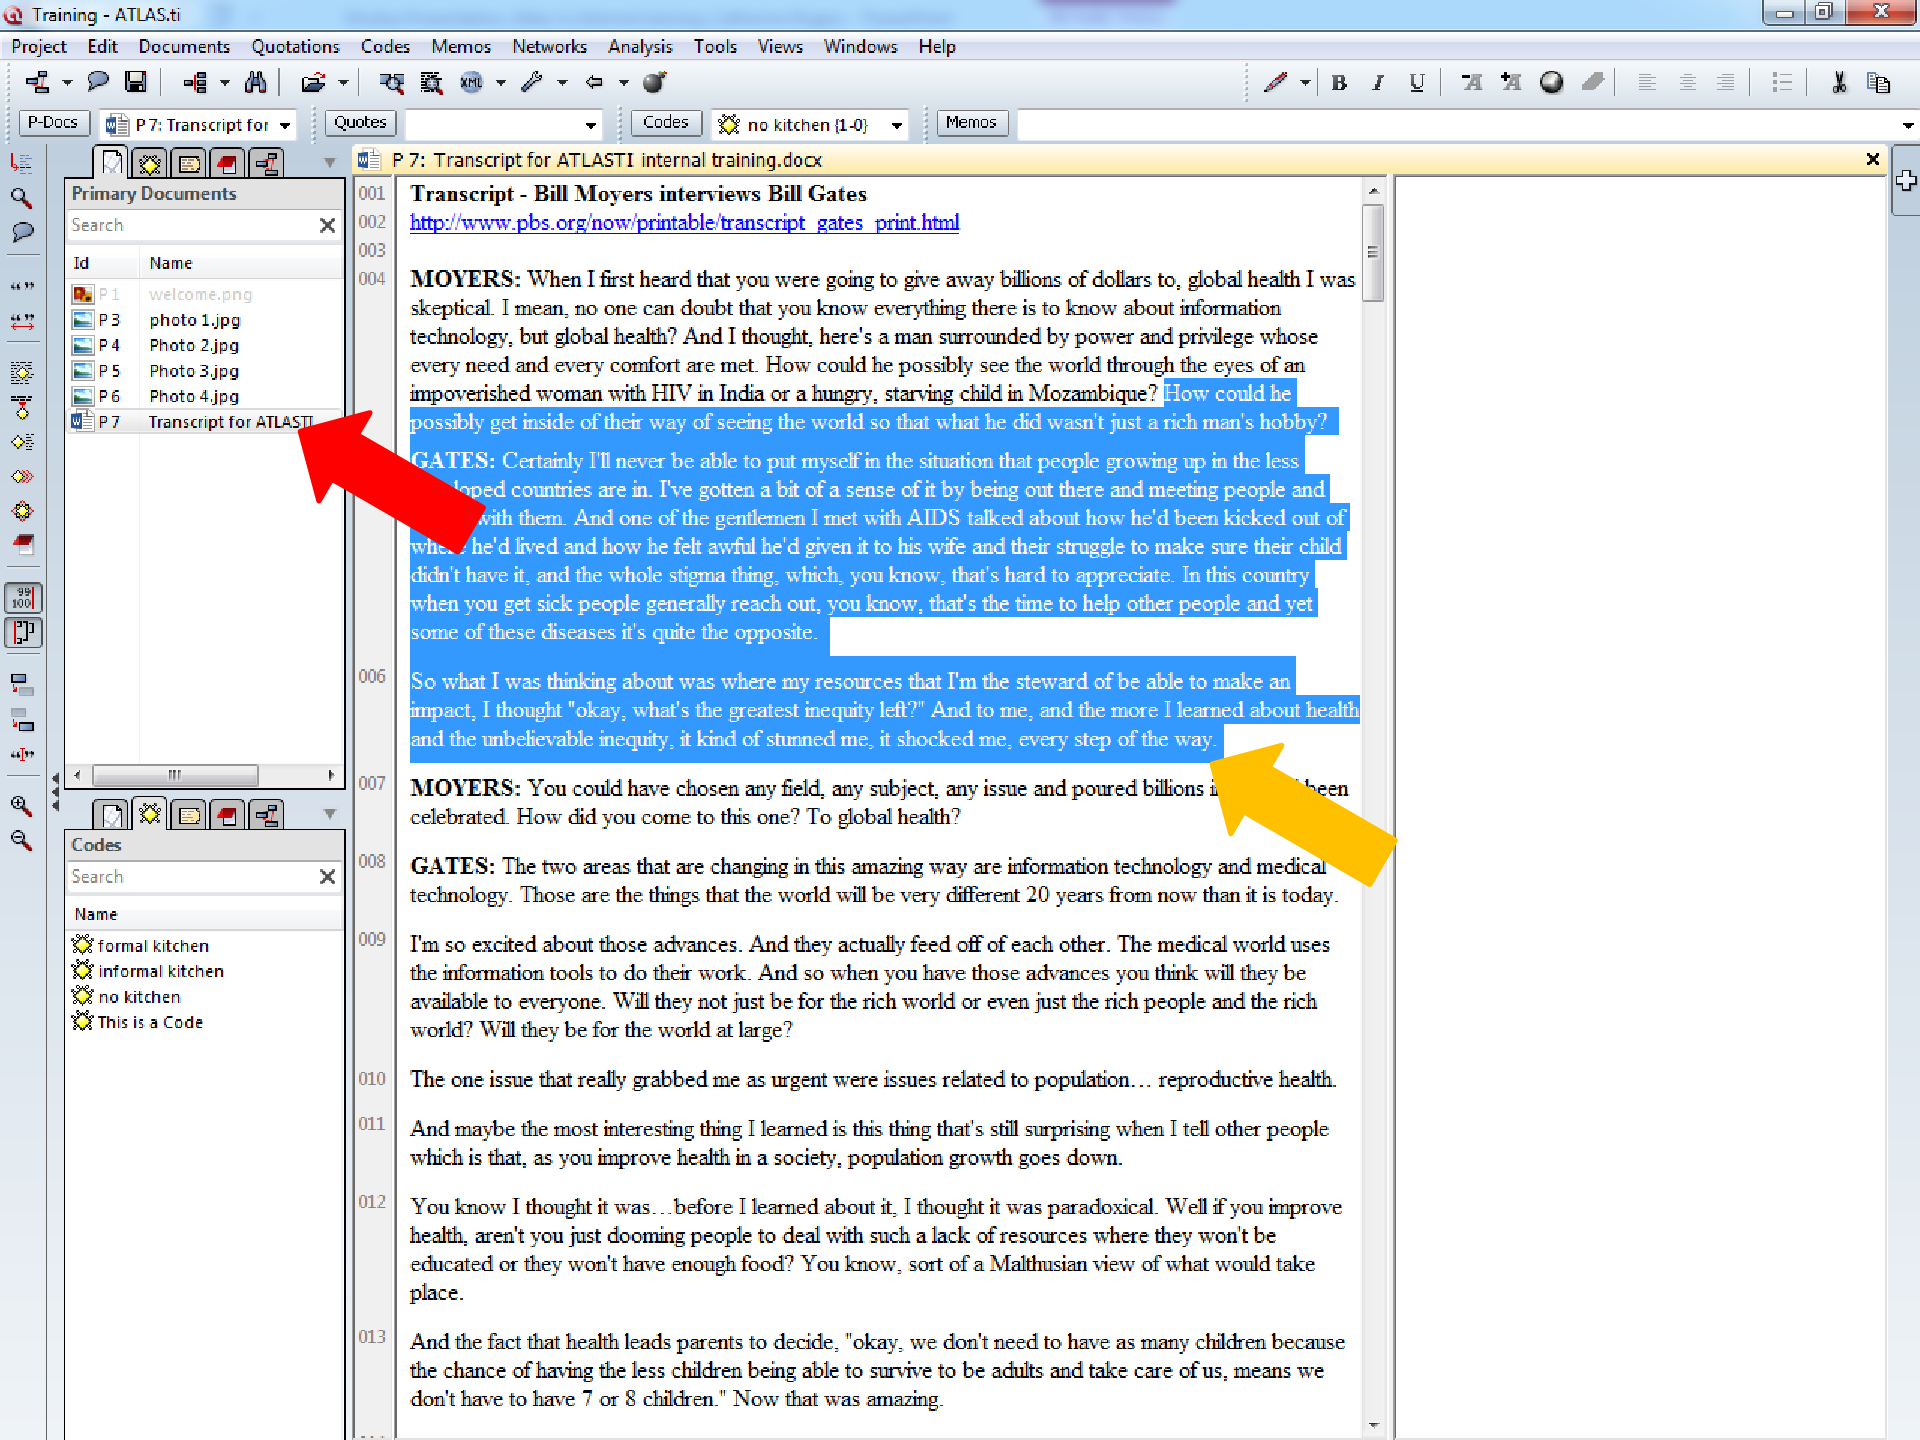 Training - ATLAS.ti
Project Edit Documents Quotations Codes Memos Networks Analysis Tools Views Windows Help
XML B I U A A
P-Docs P 7: Transcript for Quotes Codes no kitchen {1-0} Memos
P 7: Transcript for ATLASTI internal training.docx
Primary Documents
Search
Id Name
P 1 welcome.png
P 3 photo 1.jpg
P 4 Photo 2.jpg
P 5 Photo 3.jpg
P 6 Photo 4.jpg
P 7 Transcript for ATLASTI
99
100
Codes
Search
Name
formal kitchen
informal kitchen
no kitchen
This is a Code
001 Transcript - Bill Moyers interviews Bill Gates
002 http://www.pbs.org/now/printable/transcript_gates_print.html
003
004 MOYERS: When I first heard that you were going to give away billions of dollars to, global health I was
skeptical. I mean, no one can doubt that you know everything there is to know about information
technology, but global health? And I thought, here's a man surrounded by power and privilege whose
every need and every comfort are met. How could he possibly see the world through the eyes of an
impoverished woman with HIV in India or a hungry, starving child in Mozambique? How could he
possibly get inside of their way of seeing the world so that what he did wasn't just a rich man's hobby?
GATES: Certainly I'll never be able to put myself in the situation that people growing up in the less
loped countries are in. I've gotten a bit of a sense of it by being out there and meeting people and
with them. And one of the gentlemen I met with AIDS talked about how he'd been kicked out of
where he'd lived and how he felt awful he'd given it to his wife and their struggle to make sure their child
didn't have it, and the whole stigma thing, which, you know, that's hard to appreciate. In this country
when you get sick people generally reach out, you know, that's the time to help other people and yet
some of these diseases it's quite the opposite.
006 So what I was thinking about was where my resources that I'm the steward of be able to make an
impact, I thought "okay, what's the greatest inequity left?" And to me, and the more I learned about health
and the unbelievable inequity, it kind of stunned me, it shocked me, every step of the way.
007 MOYERS: You could have chosen any field, any subject, any issue and poured billions been
celebrated. How did you come to this one? To global health?
008 GATES: The two areas that are changing in this amazing way are information technology and medical
technology. Those are the things that the world will be very different 20 years from now than it is today.
009 I'm so excited about those advances. And they actually feed off of each other. The medical world uses
the information tools to do their work. And so when you have those advances you think will they be
available to everyone. Will they not just be for the rich world or even just the rich people and the rich
world? Will they be for the world at large?
010 The one issue that really grabbed me as urgent were issues related to population… reproductive health.
011 And maybe the most interesting thing I learned is this thing that's still surprising when I tell other people
which is that, as you improve health in a society, population growth goes down.
012 You know I thought it was…before I learned about it, I thought it was paradoxical. Well if you improve
health, aren't you just dooming people to deal with such a lack of resources where they won't be
educated or they won't have enough food? You know, sort of a Malthusian view of what would take
place.
013 And the fact that health leads parents to decide, "okay, we don't need to have as many children because
the chance of having the less children being able to survive to be adults and take care of us, means we
don't have to have 7 or 8 children." Now that was amazing.